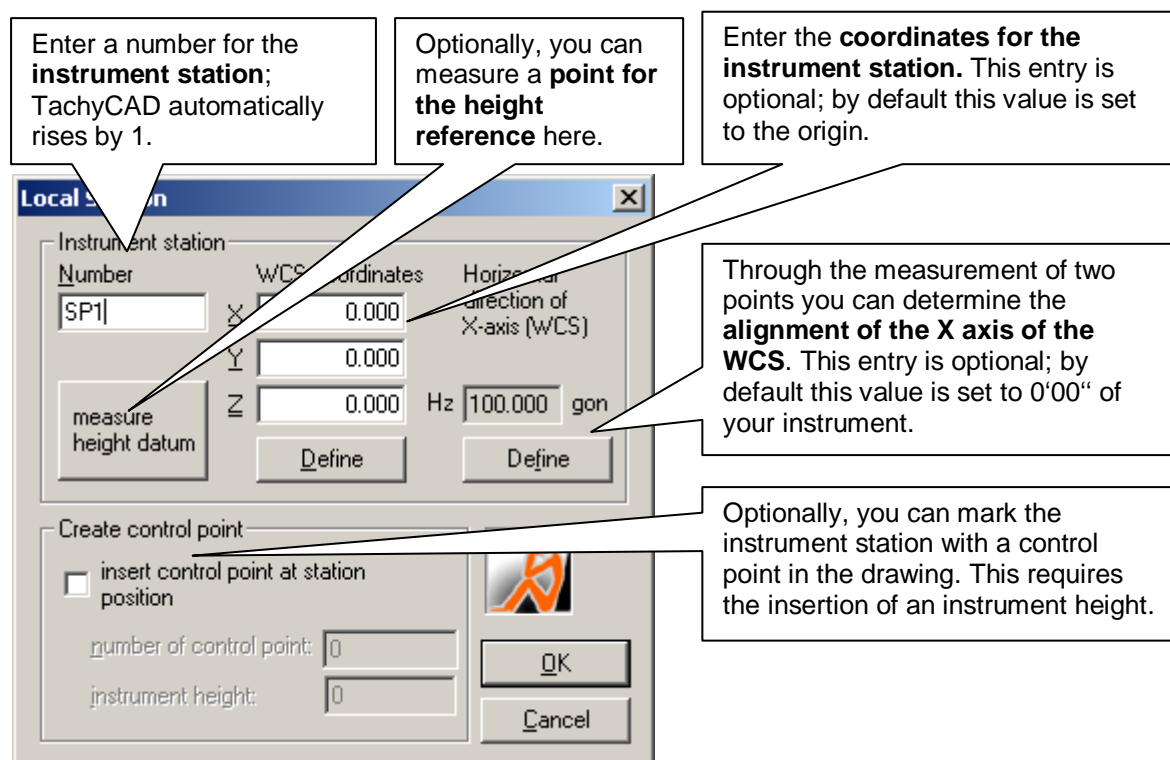 Enter a number for the
instrument station;
TachyCAD automatically
rises by 1.
Optionally, you can
measure a point for
the height
reference here.
Enter the coordinates for the
instrument station. This entry is
optional; by default this value is set
to the origin.
Local S n
Instrument station
Number
WCS ordinates
Horizontal
direction of
X-axis (WCS)
SP1
X 0.000
Y 0.000
Z 0.000
Hz 100.000 gon
measure
height datum
Define
Define
Through the measurement of two
points you can determine the
alignment of the X axis of the
WCS. This entry is optional; by
default this value is set to 0‘00“ of
your instrument.
Create control point
insert control point at station
position
number of control point: 0
instrument height: 0
OK
Cancel
Optionally, you can mark the
instrument station with a control
point in the drawing. This requires
the insertion of an instrument height.